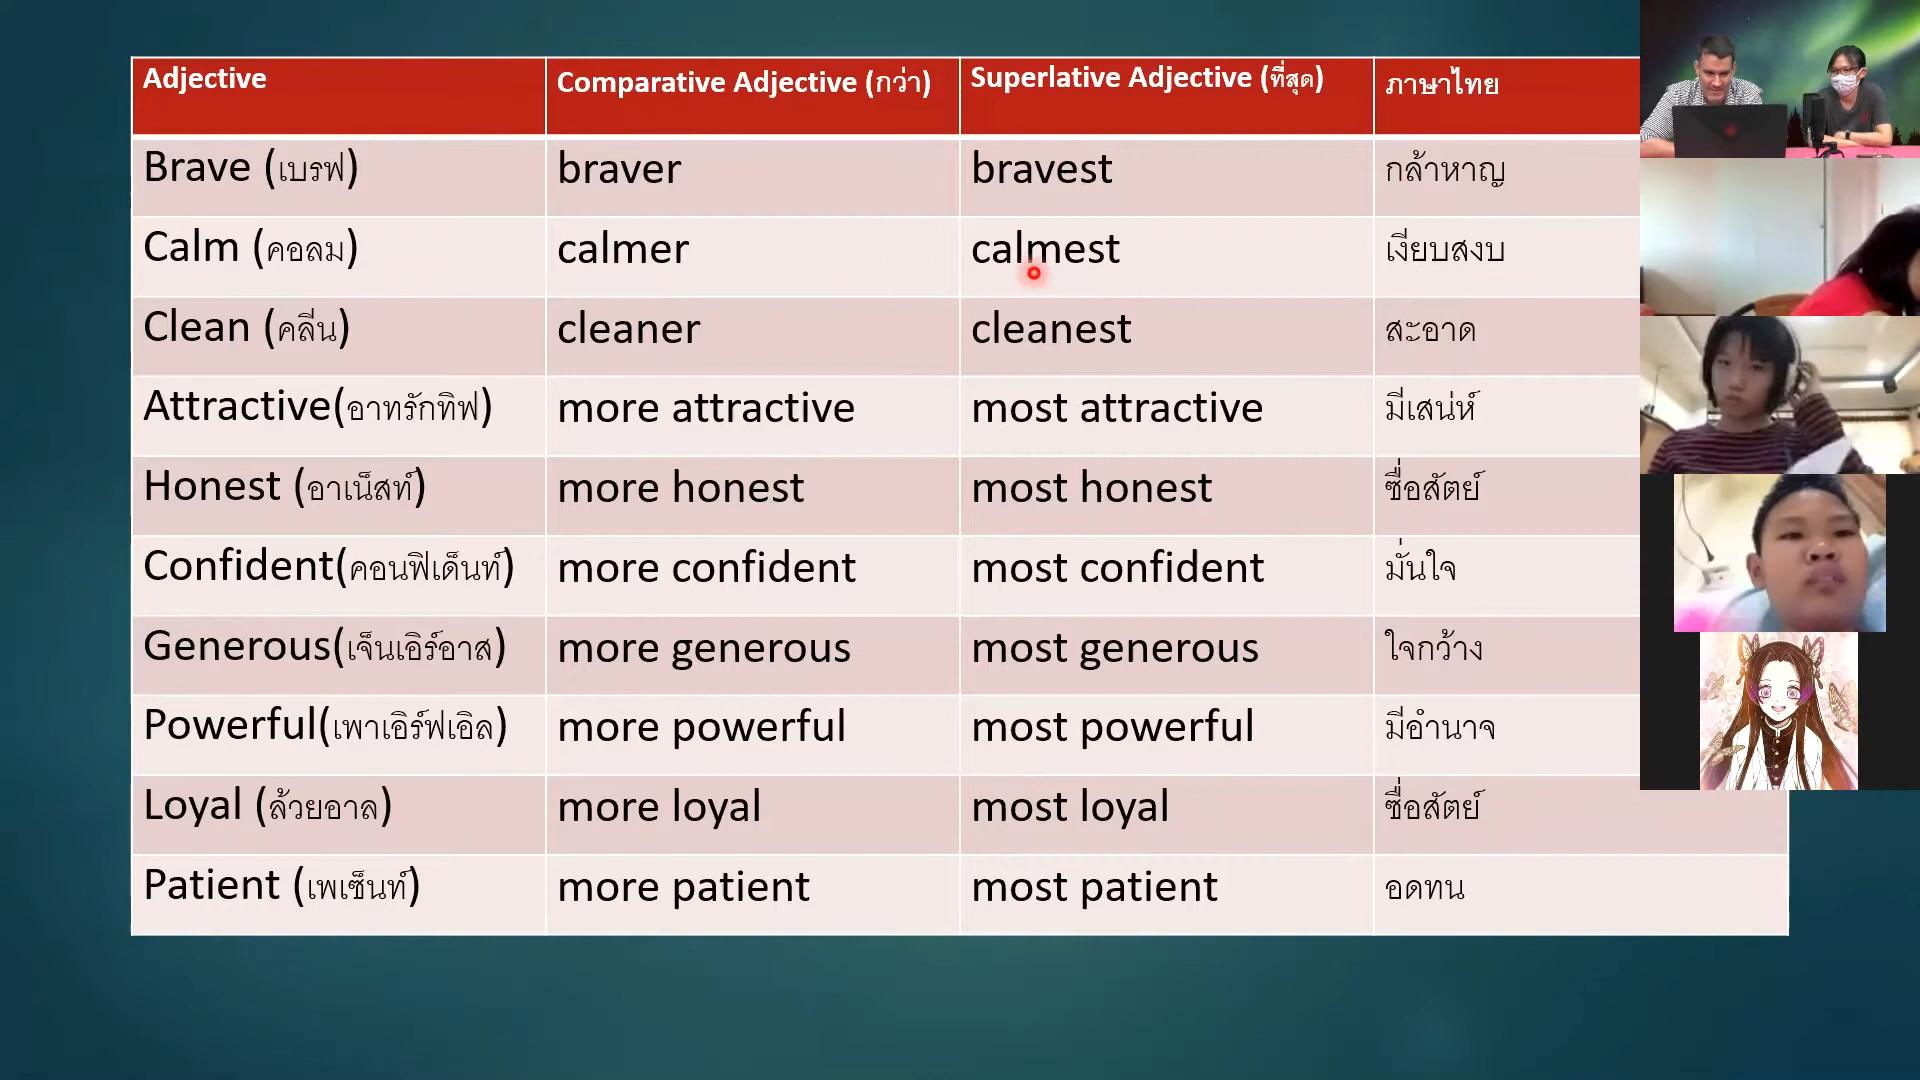 Adjective Comparative Adjective (กว่า) Superlative Adjective (ที่สุด) ภาษาไทย
Brave (เบรฟ) braver bravest กล้าหาญ
Calm (คอลม) calmer calmest เงียบสงบ
Clean (คลีน) cleaner cleanest สะอาด
Attractive(อาทรักทิฟ) more attractive most attractive มีเสน่ห์
Honest (อาเน็สท์) more honest most honest ซื่อสัตย์
Confident(คอนฟิเด็นท์) more confident most confident มั่นใจ
Generous(เจ็นเอิร์อาส) more generous most generous ใจกว้าง
Powerful(เพาเอิร์ฟเอิล) more powerful most powerful มีอำนาจ
Loyal (ล้วยอาล) more loyal most loyal ซื่อสัตย์
Patient (เพเซ็นท์) more patient most patient อดทน